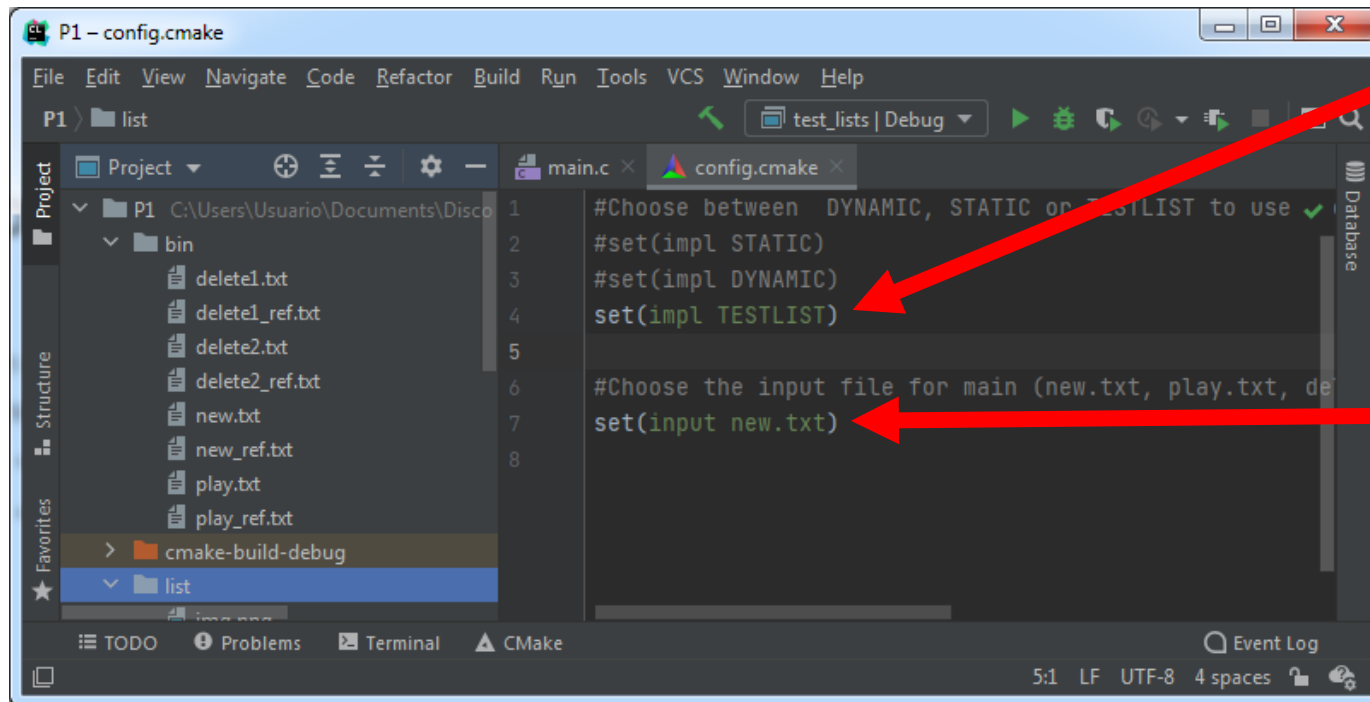 P1 – config.cmake
File Edit View Navigate Code Refactor Build Run Tools VCS Window Help
P1 list
test_lists | Debug
Project
main.c
config.cmake
Project
Structure
Favorites
P1 C:\Users\Usuario\Documents\Disco
bin
delete1.txt
delete1_ref.txt
delete2.txt
delete2_ref.txt
new.txt
new_ref.txt
play.txt
play_ref.txt
cmake-build-debug
list
1 #Choose between DYNAMIC, STATIC or TESTLIST to use
2 #set(impl STATIC)
3 #set(impl DYNAMIC)
4 set(impl TESTLIST)
5
6 #Choose the input file for main (new.txt, play.txt, de
7 set(input new.txt)
8
Database
TODO Problems Terminal CMake Event Log
5:1 LF UTF-8 4 spaces